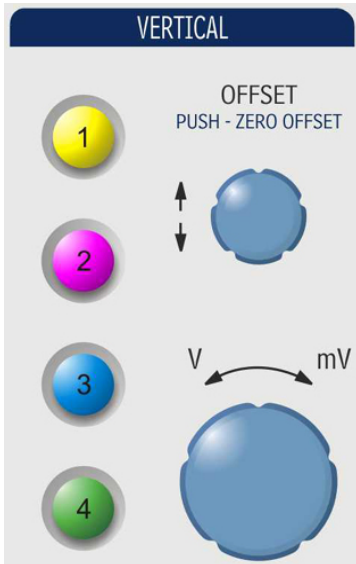 VERTICAL
OFFSET
PUSH - ZERO OFFSET
1
2
3
4
V mV